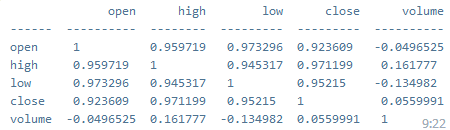 open high low close volume
------ ---------- -------- --------- --------- ----------
open 1 0.959719 0.973296 0.923609 -0.0496525
high 0.959719 1 0.945317 0.971199 0.161777
low 0.973296 0.945317 1 0.95215 -0.134982
close 0.923609 0.971199 0.95215 1 0.0559991
volume -0.0496525 0.161777 -0.134982 0.0559991 1
9:22